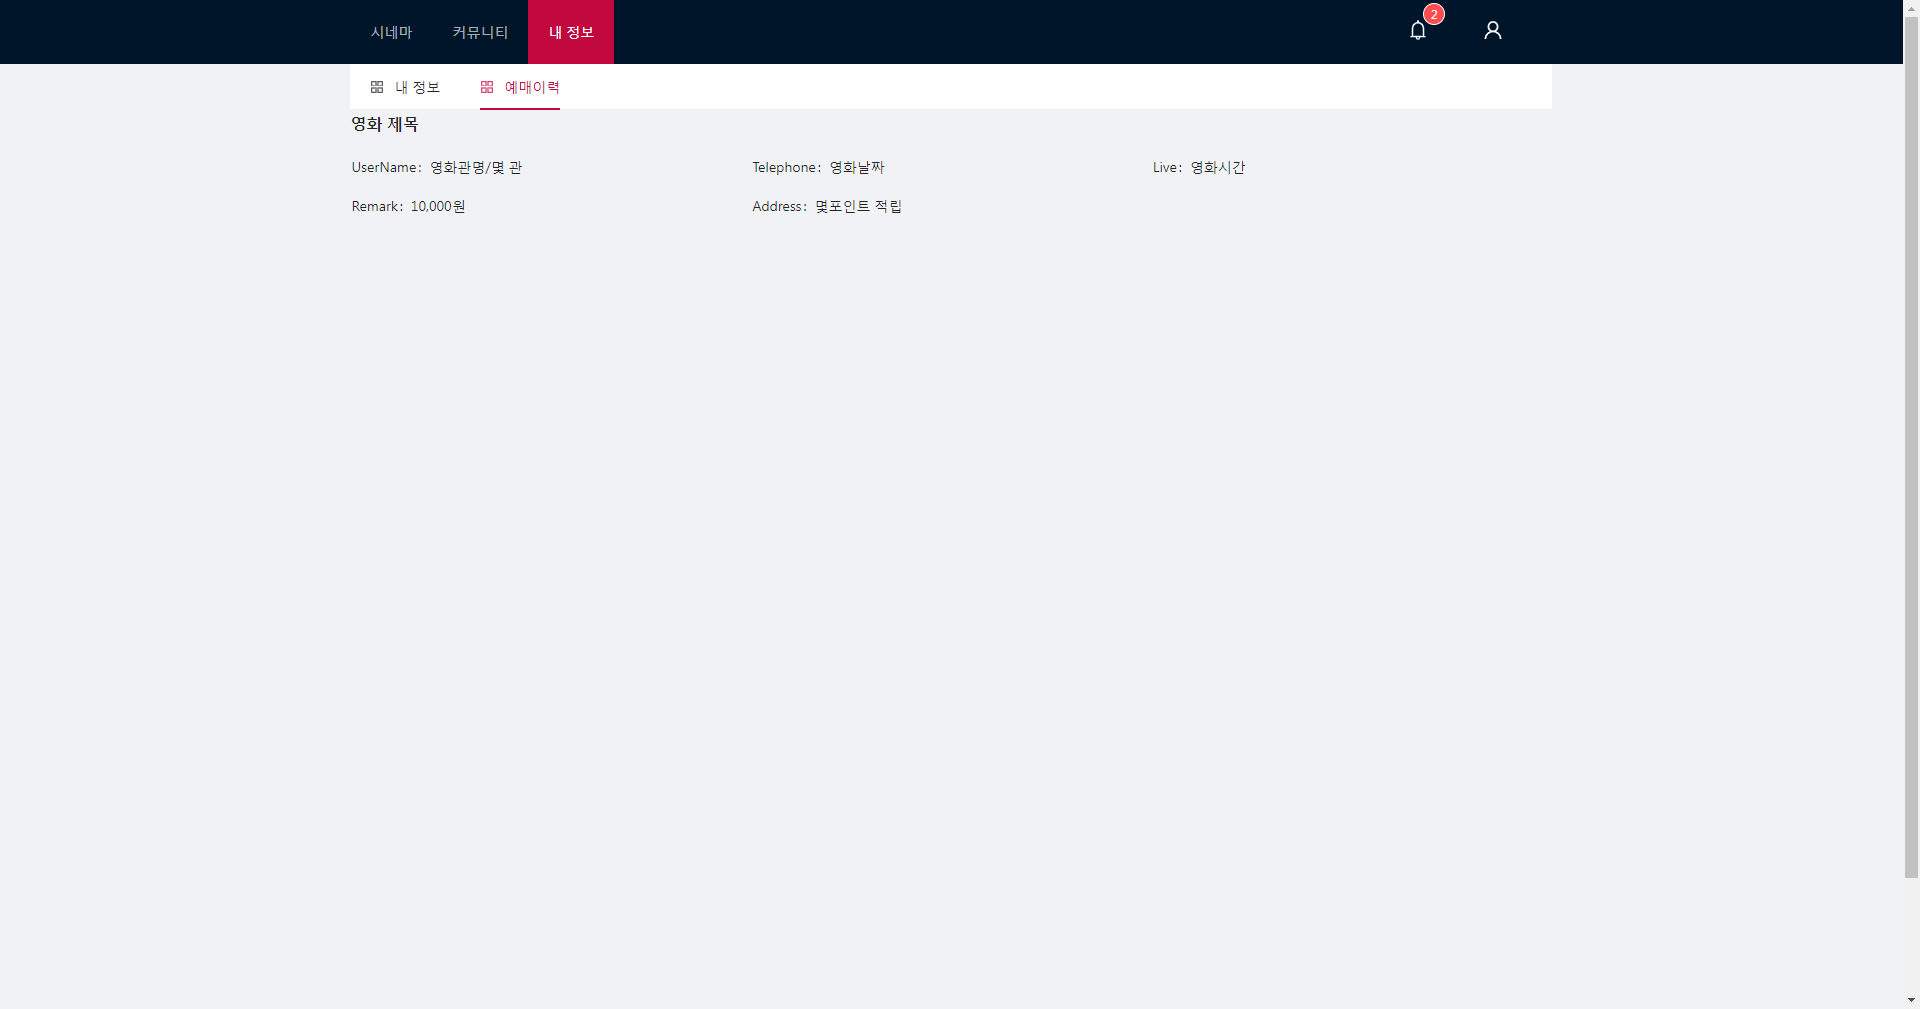 시네마 커뮤니티 내 정보 2
내 정보 예매이력
영화 제목
UserName: 영화관명/몇 관 Telephone: 영화날짜 Live: 영화시간
Remark: 10,000원 Address: 몇포인트 적립